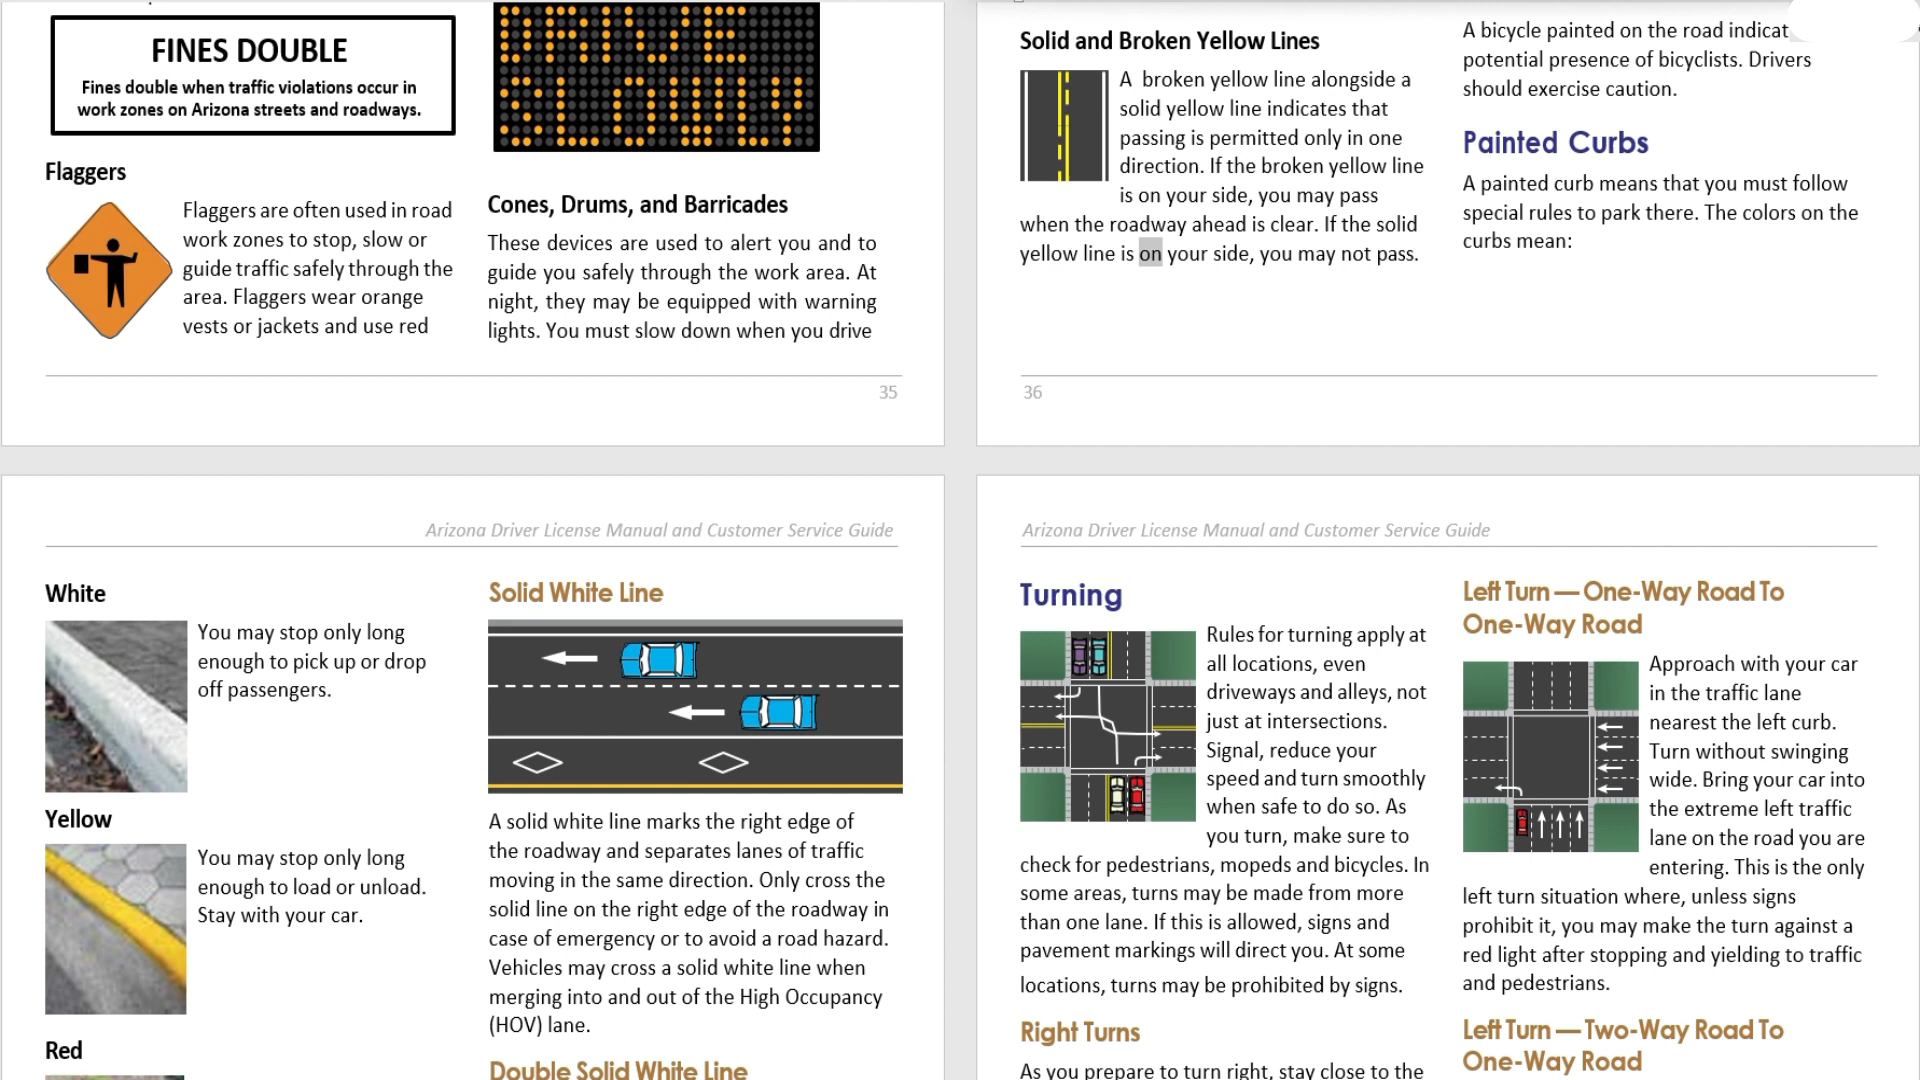 FINES DOUBLE
Fines double when traffic violations occur in
work zones on Arizona streets and roadways.
Flaggers
Flaggers are often used in road
work zones to stop, slow or
guide traffic safely through the
area. Flaggers wear orange
vests or jackets and use red
DRIVE
SLOWLY
Cones, Drums, and Barricades
These devices are used to alert you and to
guide you safely through the work area. At
night, they may be equipped with warning
lights. You must slow down when you drive
35
Solid and Broken Yellow Lines
A broken yellow line alongside a
solid yellow line indicates that
passing is permitted only in one
direction. If the broken yellow line
is on your side, you may pass
when the roadway ahead is clear. If the solid
yellow line is on your side, you may not pass.
A bicycle painted on the road indicat
potential presence of bicyclists. Drivers
should exercise caution.
Painted Curbs
A painted curb means that you must follow
special rules to park there. The colors on the
curbs mean:
36
Arizona Driver License Manual and Customer Service Guide
White
You may stop only long
enough to pick up or drop
off passengers.
Yellow
You may stop only long
enough to load or unload.
Stay with your car.
Red
Solid White Line
A solid white line marks the right edge of
the roadway and separates lanes of traffic
moving in the same direction. Only cross the
solid line on the right edge of the roadway in
case of emergency or to avoid a road hazard.
Vehicles may cross a solid white line when
merging into and out of the High Occupancy
(HOV) lane.
Double Solid White Line
Arizona Driver License Manual and Customer Service Guide
Turning
Rules for turning apply at
all locations, even
driveways and alleys, not
just at intersections.
Signal, reduce your
speed and turn smoothly
when safe to do so. As
you turn, make sure to
check for pedestrians, mopeds and bicycles. In
some areas, turns may be made from more
than one lane. If this is allowed, signs and
pavement markings will direct you. At some
locations, turns may be prohibited by signs.
Right Turns
As you prepare to turn right, stay close to the
Left Turn — One-Way Road To
One-Way Road
Approach with your car
in the traffic lane
nearest the left curb.
Turn without swinging
wide. Bring your car into
the extreme left traffic
lane on the road you are
entering. This is the only
left turn situation where, unless signs
prohibit it, you may make the turn against a
red light after stopping and yielding to traffic
and pedestrians.
Left Turn — Two-Way Road To
One-Way Road